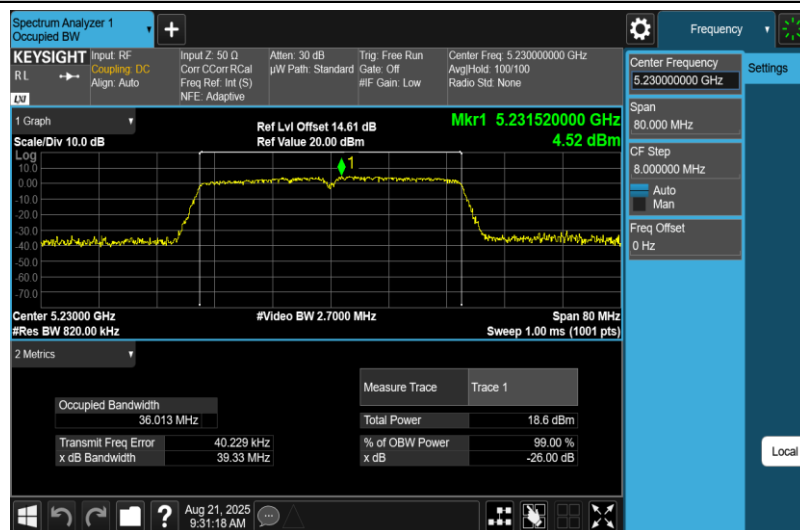 Spectrum Analyzer 1
Occupied BW
Frequency
KEYSIGHT
RL
LXI
Input: RF
Coupling: DC
Align: Auto
Input Z: 50 Ω
Corr CCorr RCal
Freq Ref: Int (S)
NFE: Adaptive
Atten: 30 dB
µW Path: Standard
Trig: Free Run
Gate: Off
#IF Gain: Low
Center Freq: 5.230000000 GHz
Avg|Hold: 100/100
Radio Std: None
Center Frequency
5.230000000 GHz
Settings
Span
80.000 MHz
CF Step
8.000000 MHz
Auto
Man
Freq Offset
0 Hz
1 Graph
Scale/Div 10.0 dB
Ref Lvl Offset 14.61 dB
Ref Value 20.00 dBm
Mkr1 5.231520000 GHz
4.52 dBm
Log
10.0
0.00
-10.0
-20.0
-30.0
-40.0
-50.0
-60.0
-70.0
1
Center 5.23000 GHz
#Res BW 820.00 kHz
#Video BW 2.7000 MHz
Span 80 MHz
Sweep 1.00 ms (1001 pts)
2 Metrics
Measure Trace Trace 1
Occupied Bandwidth
36.013 MHz
Total Power 18.6 dBm
Transmit Freq Error 40.229 kHz
% of OBW Power 99.00 %
x dB Bandwidth 39.33 MHz
x dB -26.00 dB
Local
Aug 21, 2025
9:31:18 AM
?